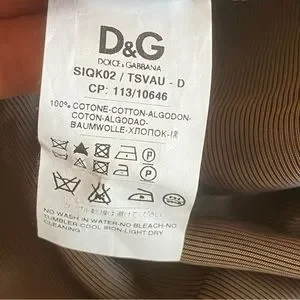 D&G
DOLCE & GABBANA
SIQK02 / TSVAU - D
CP: 113/10646
100% COTONE-COTTON-ALGODON-
COTON-ALGODAO-
BAUMWOLLE-ХЛОПОК-棉
NO WASH IN WATER-NO BLEACH-NO
TUMBLER-COOL IRON-LIGHT DRY
CLEANING